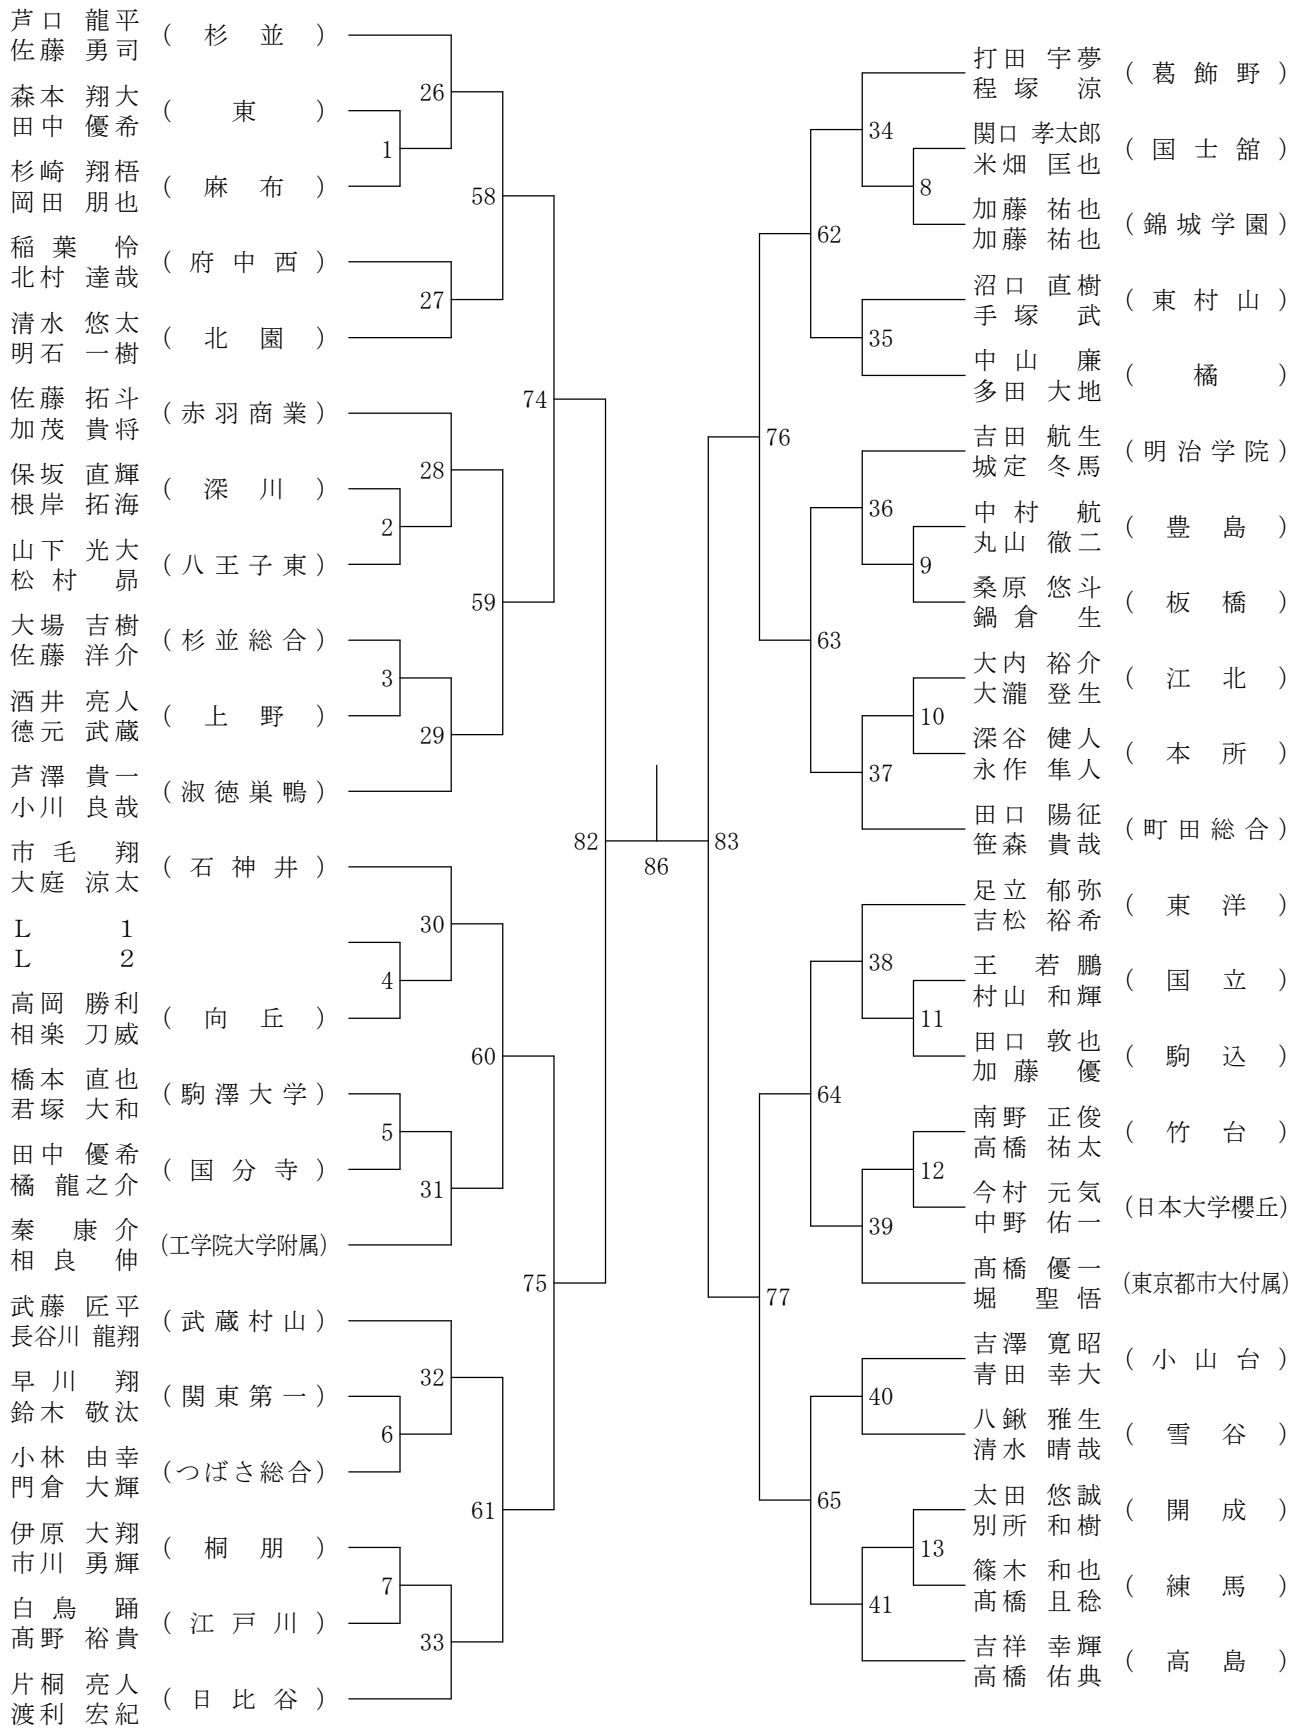 芦口 龍平
佐藤 勇司
(杉並)
森本 翔大
田中 優希
(東)
杉崎 翔梧
岡田 朋也
(麻布)
稲葉 怜
北村 達哉
(府中西)
清水 悠太
明石 一樹
(北園)
佐藤 拓斗
加茂 貴将
(赤羽商業)
保坂 直輝
根岸 拓海
(深川)
山下 光大
松村 昴
(八王子東)
大場 吉樹
佐藤 洋介
(杉並総合)
酒井 亮人
德元 武蔵
(上野)
芦澤 貴一
小川 良哉
(淑徳巣鴨)
市毛 翔
大庭 涼太
(石神井)
L 1
L 2
高岡 勝利
相楽 刀威
(向丘)
橋本 直也
君塚 大和
(駒澤大学)
田中 優希
橘 龍之介
(国分寺)
秦 康介
相良 伸
(工学院大学附属)
武藤 匠平
長谷川 龍翔
(武蔵村山)
早川 翔
鈴木 敬汰
(関東第一)
小林 由幸
門倉 大輝
(つばさ総合)
伊原 大翔
市川 勇輝
(桐朋)
白鳥 踊
髙野 裕貴
(江戸川)
片桐 亮人
渡利 宏紀
(日比谷)
1
2
3
4
5
6
7
26
27
28
29
30
31
32
33
58
59
60
61
74
75
82
86
83
76
77
62
63
64
65
34
35
36
37
38
39
40
41
8
9
10
11
12
13
打田 宇夢
程塚 涼
(葛飾野)
関口 孝太郎
米畑 匡也
(国士舘)
加藤 祐也
加藤 祐也
(錦城学園)
沼口 直樹
手塚 武
(東村山)
中山 廉
多田 大地
(橘)
吉田 航生
城定 冬馬
(明治学院)
中村 航
丸山 徹二
(豊島)
桑原 悠斗
鍋倉 生
(板橋)
大内 裕介
大瀧 登生
(江北)
深谷 健人
永作 隼人
(本所)
田口 陽征
笹森 貴哉
(町田総合)
足立 郁弥
吉松 裕希
(東洋)
王 若鵬
村山 和輝
(国立)
田口 敦也
加藤 優
(駒込)
南野 正俊
高橋 祐太
(竹台)
今村 元気
中野 佑一
(日本大学櫻丘)
髙橋 優一
堀 聖悟
(東京都市大付属)
吉澤 寛昭
青田 幸大
(小山台)
八鍬 雅生
清水 晴哉
(雪谷)
太田 悠誠
別所 和樹
(開成)
篠木 和也
髙橋 且稔
(練馬)
吉祥 幸輝
高橋 佑典
(高島)